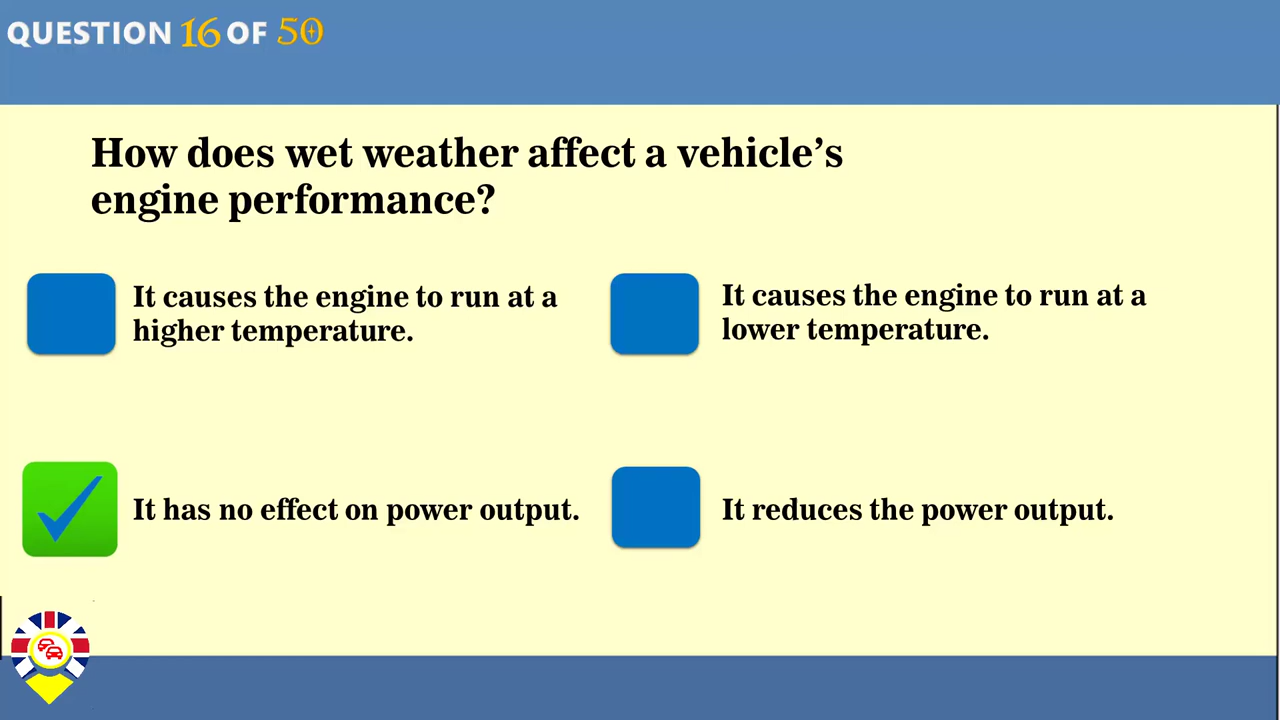 QUESTION 16 OF 50
How does wet weather affect a vehicle’s
engine performance?
It causes the engine to run at a
higher temperature.
It causes the engine to run at a
lower temperature.
It has no effect on power output.
It reduces the power output.